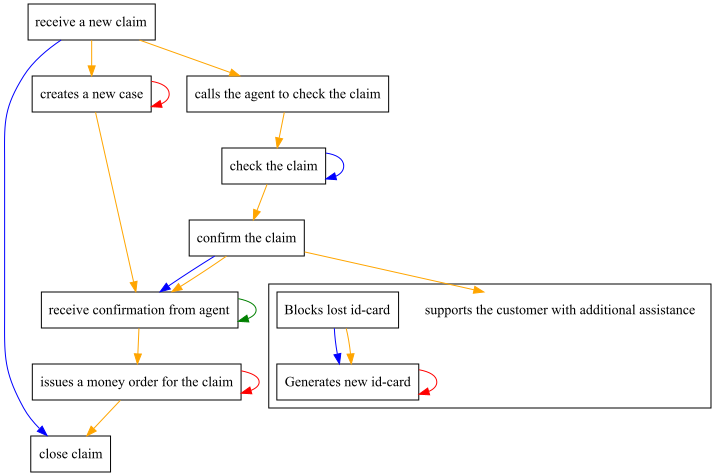 receive a new claim
creates a new case
calls the agent to check the claim
check the claim
confirm the claim
receive confirmation from agent
Blocks lost id-card
supports the customer with additional assistance
issues a money order for the claim
Generates new id-card
close claim